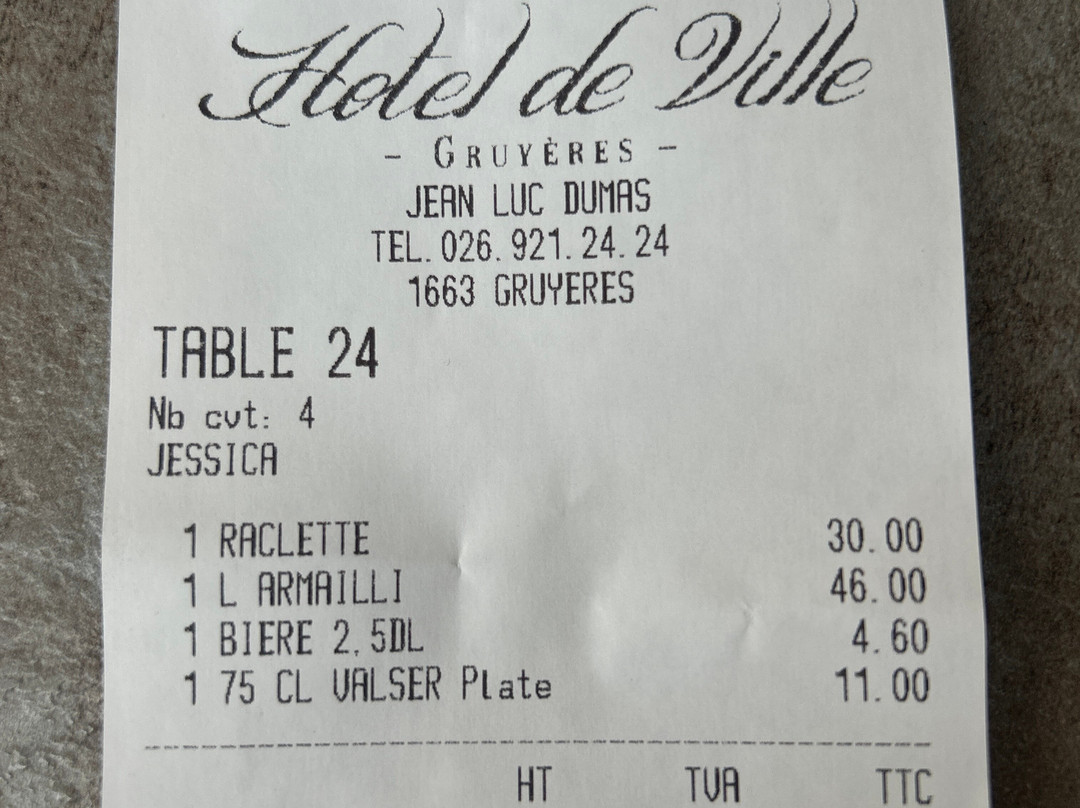 Hotel de Ville
- GRUYÈRES -
JEAN LUC DUMAS
TEL. 026. 921. 24. 24
1663 GRUYERES
TABLE 24
Nb cvt: 4
JESSICA
1 RACLETTE 30.00
1 L ARMAILLI 46.00
1 BIERE 2.5DL 4.60
1 75 CL VALSER Plate 11.00
HT TVA TTC